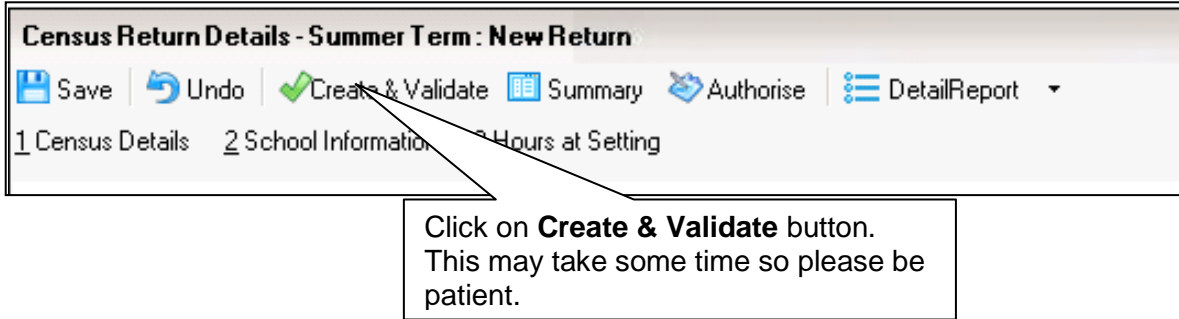 Census Return Details - Summer Term : New Return
Save Undo Create & Validate Summary Authorise DetailReport
1 Census Details 2 School Information Hours at Setting
Click on Create & Validate button.
This may take some time so please be
patient.